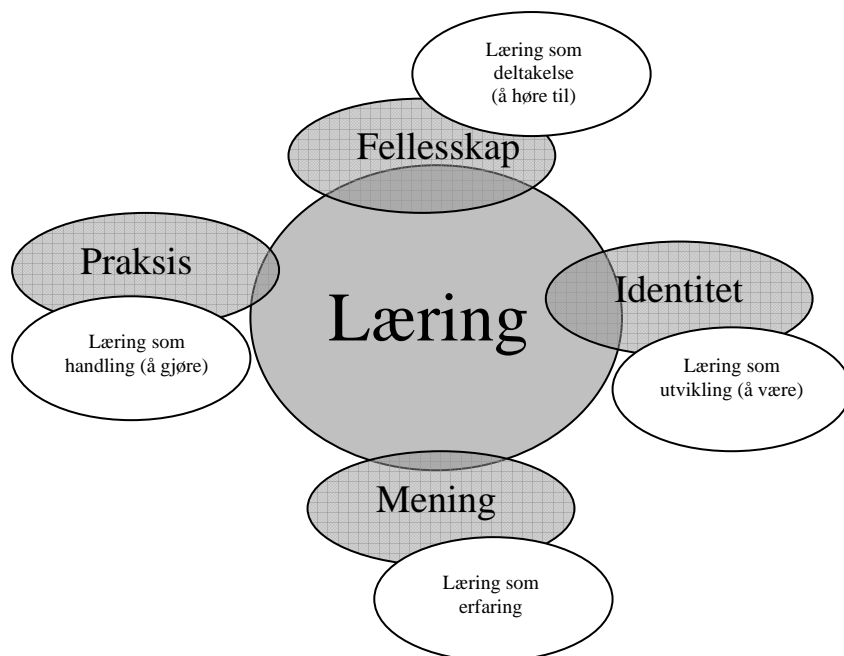 Læring som
deltakelse
(å høre til)
Fellesskap
Praksis
Læring som
handling (å gjøre)
Læring
Identitet
Læring som
utvikling (å være)
Mening
Læring som
erfaring